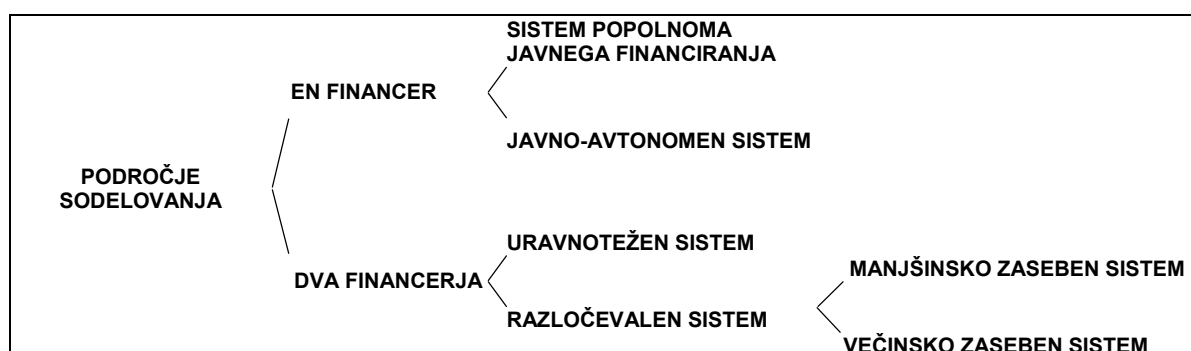 SISTEM POPOLNOMA
JAVNEGA FINANCIRANJA
EN FINANCER
JAVNO-AVTONOMEN SISTEM
PODROČJE
SODELOVANJA
URAVNOTEŽEN SISTEM
MANJŠINSKO ZASEBEN SISTEM
DVA FINANCERJA
RAZLOČEVALEN SISTEM
VEČINSKO ZASEBEN SISTEM